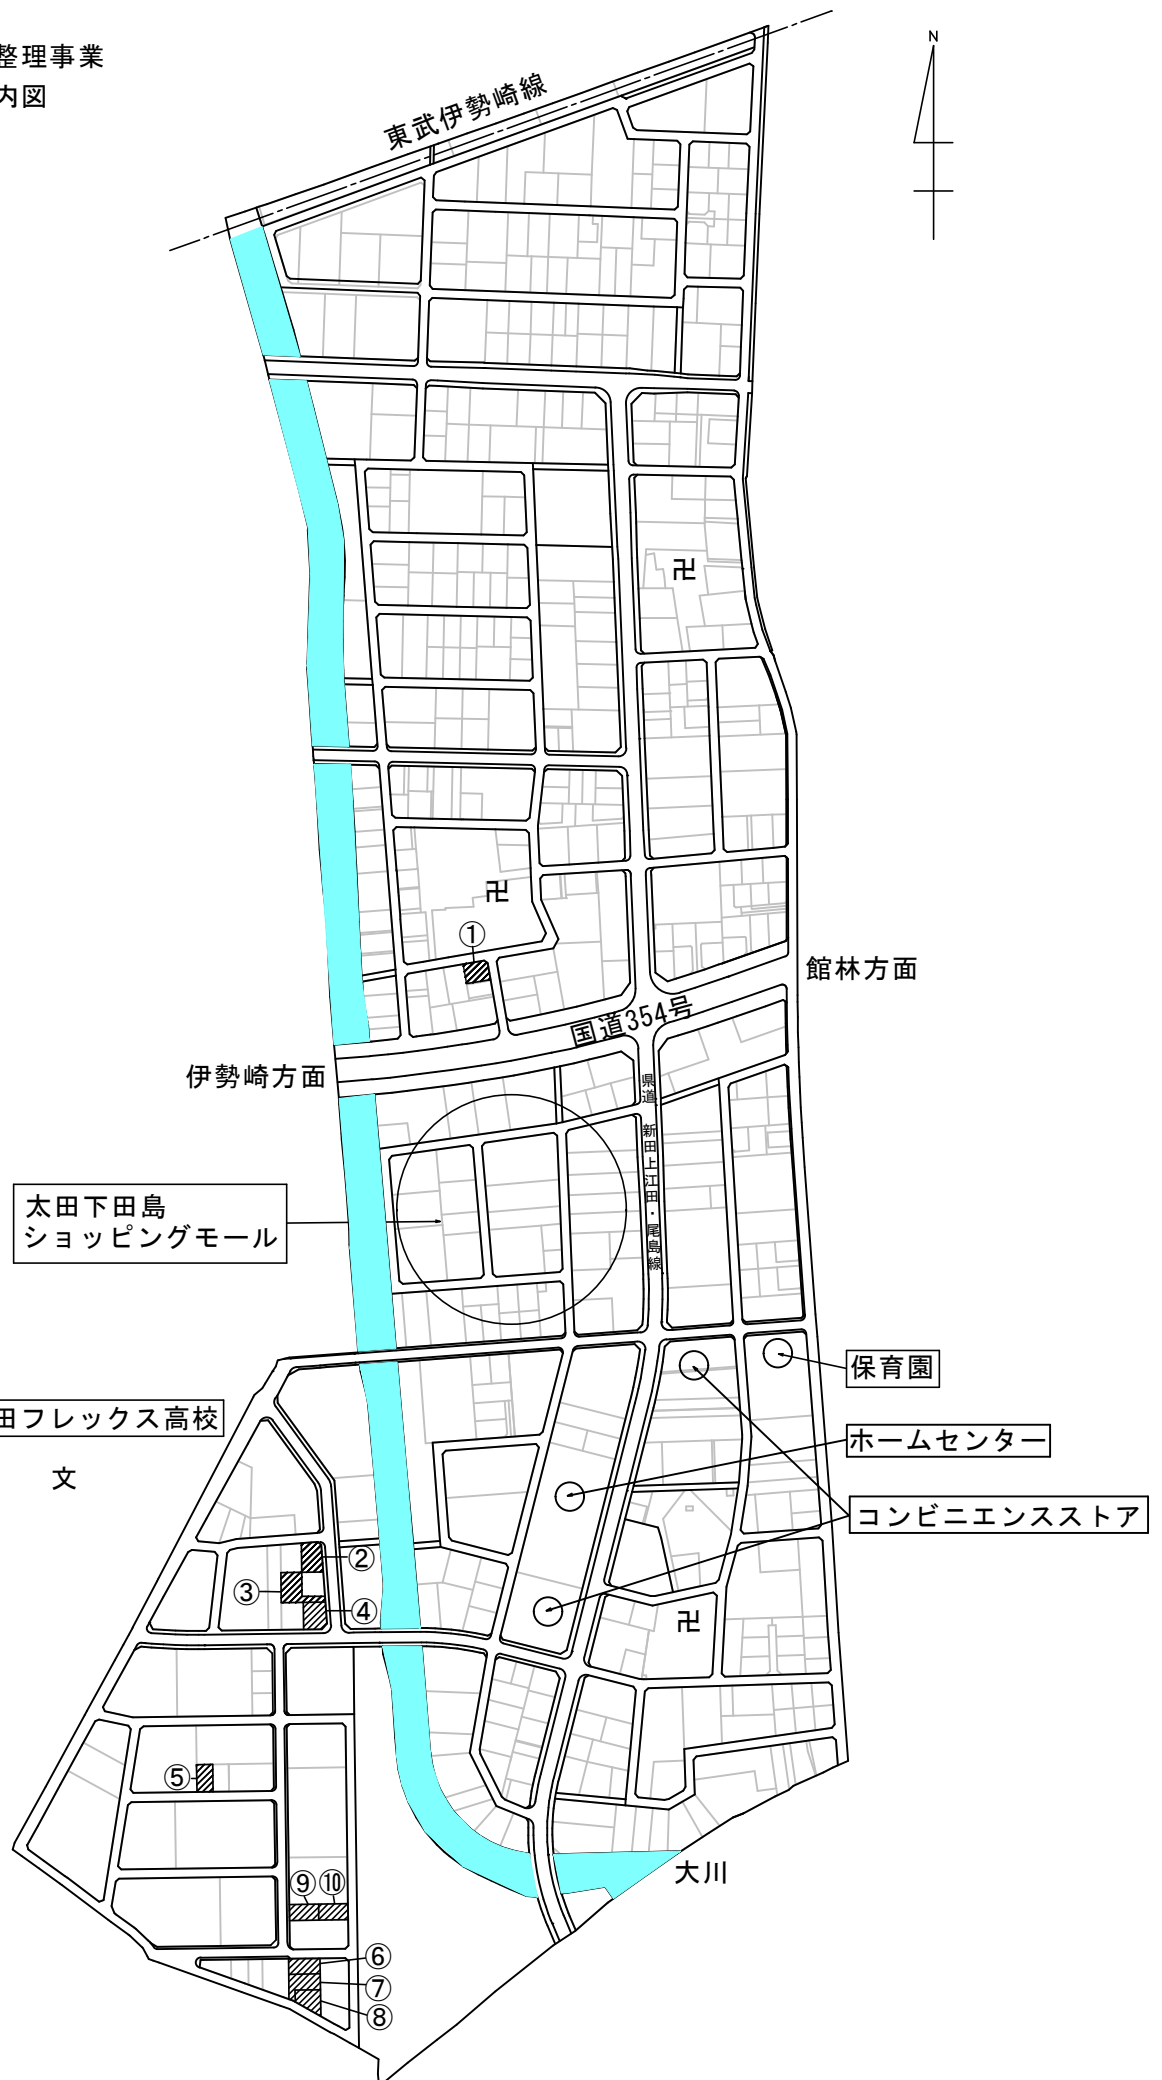 整理事業
内図
N
東武伊勢崎線
卍
卍
①
館林方面
国道354号
伊勢崎方面
県道 新田上江田・尾島線
太田下田島
ショッピングモール
保育園
田フレックス高校
ホームセンター
文
コンビニエンスストア
②
③
④
卍
⑤
大川
⑨⑩
⑥
⑦
⑧